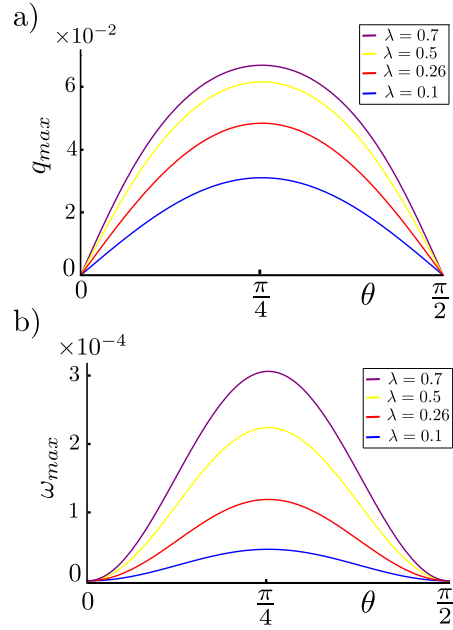 a)
×10⁻²
λ = 0.7
λ = 0.5
λ = 0.26
λ = 0.1
6
4
2
0
q_max
0
π/4
θ
π/2
b)
×10⁻⁴
λ = 0.7
λ = 0.5
λ = 0.26
λ = 0.1
3
2
0
ω_max
0
π/4
θ
π/2